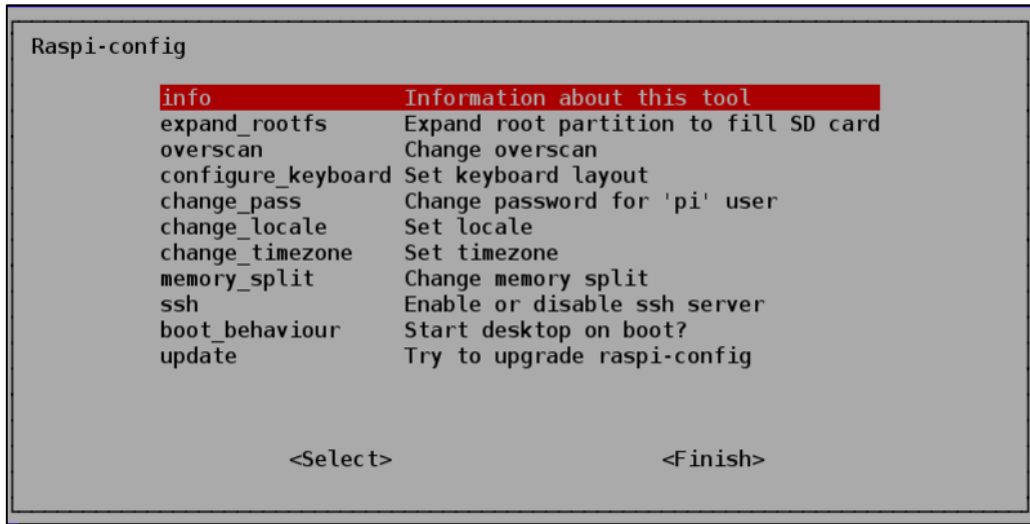 Raspi-config
info Information about this tool
expand_rootfs Expand root partition to fill SD card
overscan Change overscan
configure_keyboard Set keyboard layout
change_pass Change password for 'pi' user
change_locale Set locale
change_timezone Set timezone
memory_split Change memory split
ssh Enable or disable ssh server
boot_behaviour Start desktop on boot?
update Try to upgrade raspi-config
<Select> <Finish>